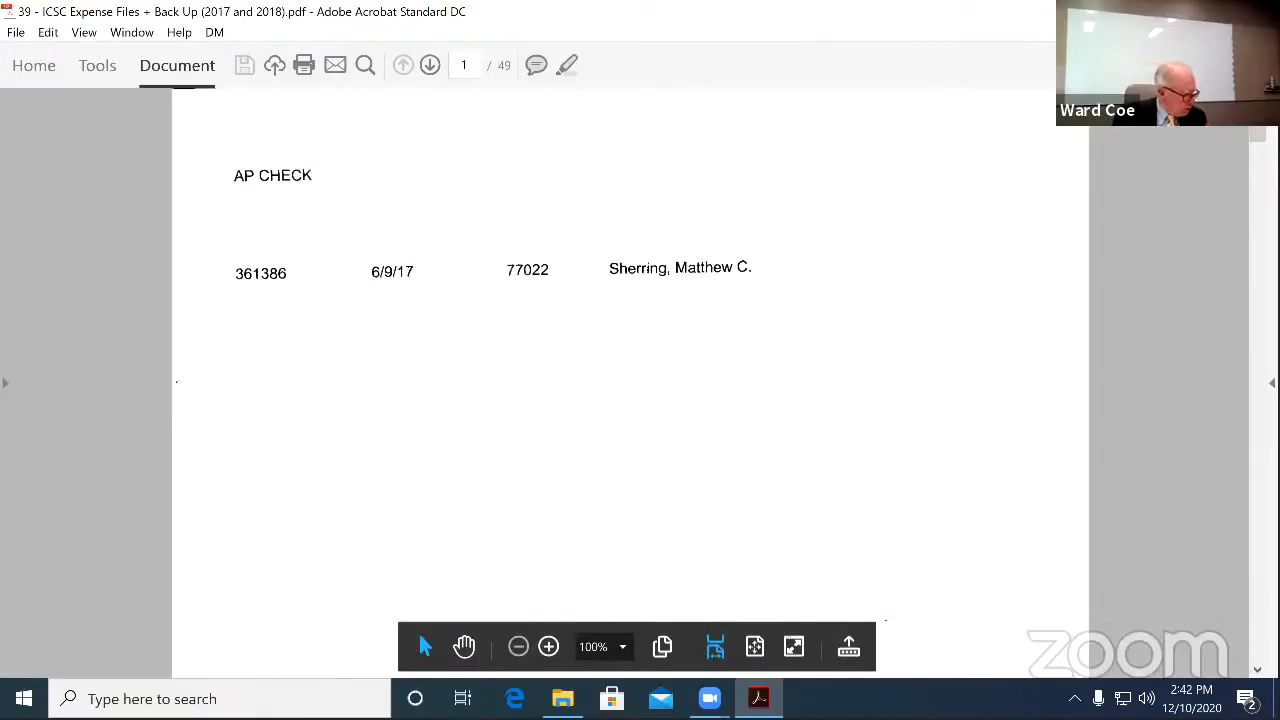 39 - ICSC Expense Files + Back Up (2017 and 2018).pdf - Adobe Acrobat Standard DC
File Edit View Window Help DM
Home Tools Document 1 / 49
Ward Coe
AP CHECK
361386 6/9/17 77022 Sherring, Matthew C.
100%
zoom
Type here to search
2:42 PM
12/10/2020
2